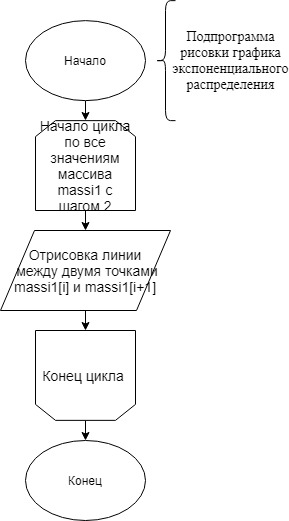 Начало
Подпрограмма
рисовки графика
экспоненциального
распределения
Начало цикла
по все
значениям
массива
massi1 с
шагом 2
Отрисовка линии
между двумя точками
massi1[i] и massi1[i+1]
Конец цикла
Конец